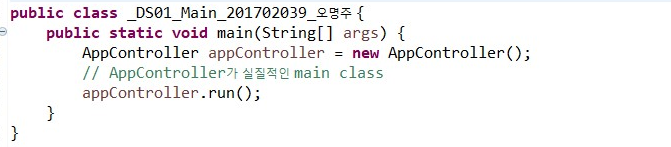 public class _DS01_Main_201702039_오명주 {
public static void main(String[] args) {
AppController appController = new AppController();
// AppController가 실질적인 main class
appController.run();
}
}